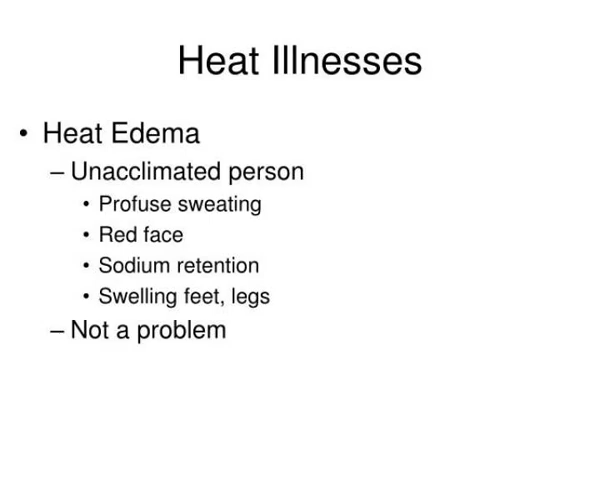 Heat Illnesses
• Heat Edema
– Unacclimated person
• Profuse sweating
• Red face
• Sodium retention
• Swelling feet, legs
– Not a problem